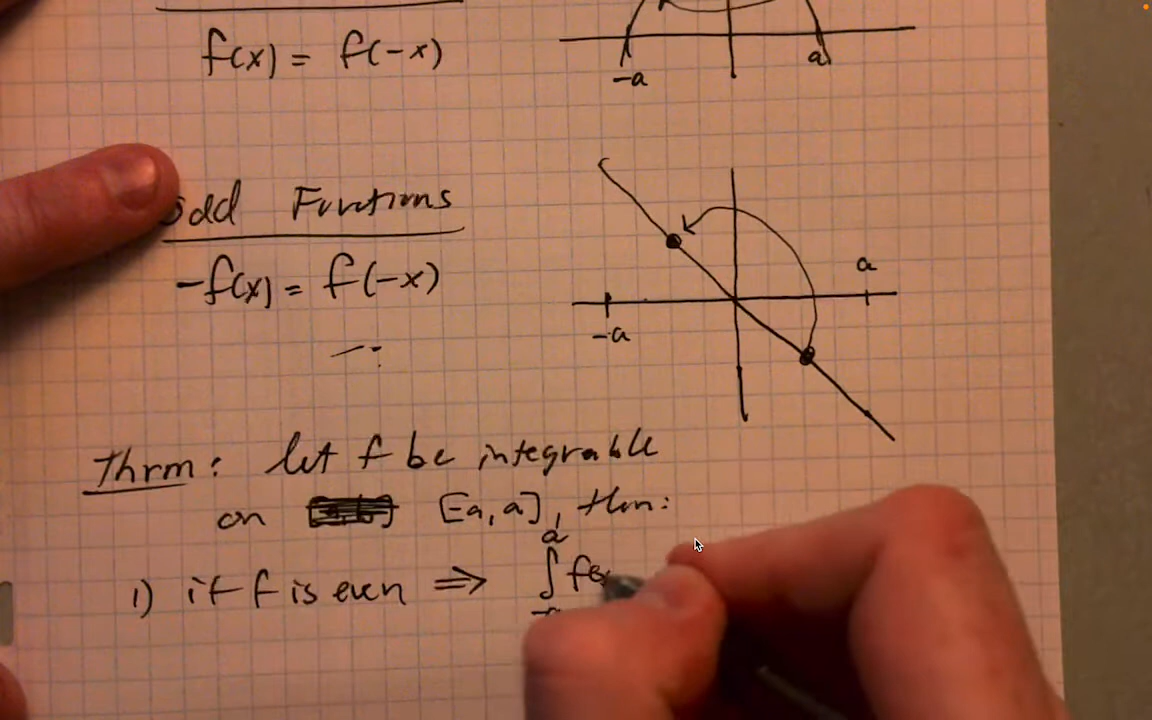 f(x) = f(-x)
-a
a
Odd Functions
-f(x) = f(-x)
a
-a
Thrm: let f be integrable
on [-a, a], then:
1) if f is even ⇒ ∫ f(x
a